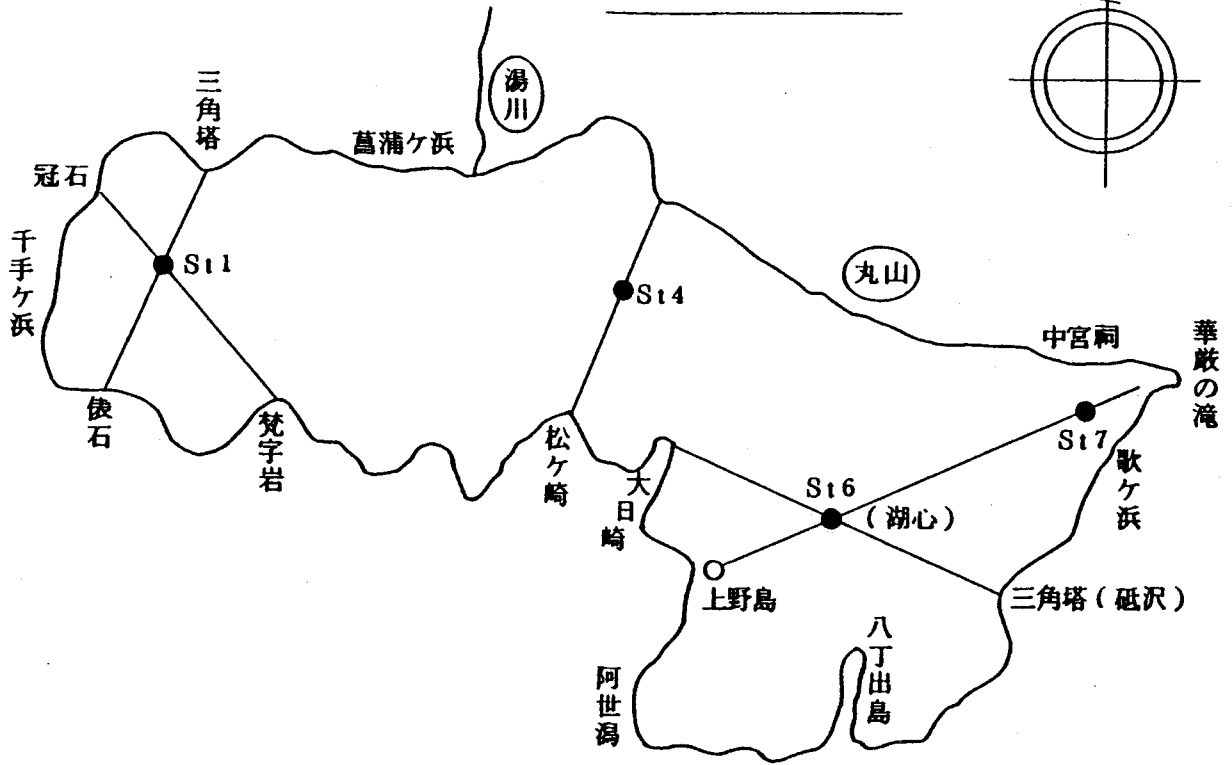 三角塔
湯川
菖蒲ケ浜
冠石
千手ケ浜
St1
St4
丸山
中宮祠
華厳の滝
俵石
梵字岩
松ケ崎
大日崎
St7
歌ケ浜
St6
(湖心)
上野島
三角塔(砥沢)
八丁出島
阿世潟